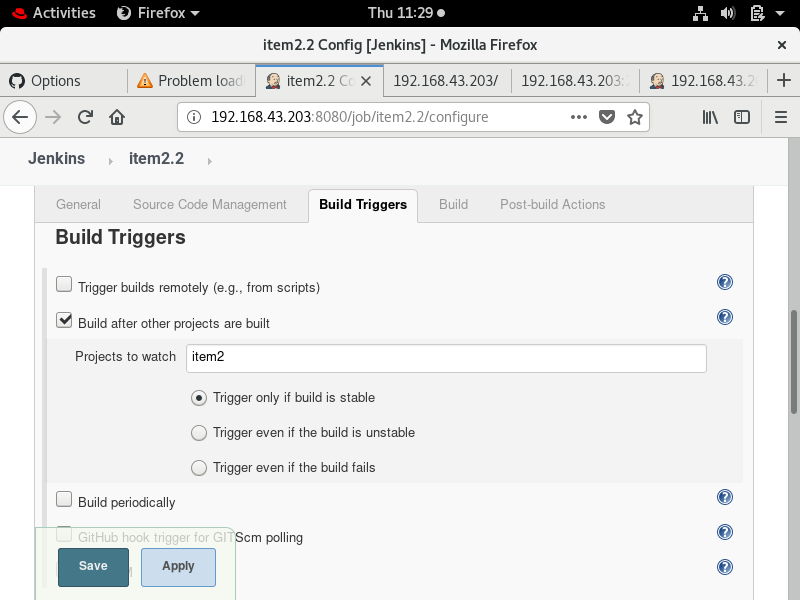 Activities Firefox Thu 11:29
item2.2 Config [Jenkins] - Mozilla Firefox
Options Problem load item2.2 Co 192.168.43.203/ 192.168.43.203: 192.168.43.2
192.168.43.203:8080/job/item2.2/configure
Jenkins item2.2
General Source Code Management Build Triggers Build Post-build Actions
Build Triggers
Trigger builds remotely (e.g., from scripts)
Build after other projects are built
Projects to watch item2
Trigger only if build is stable
Trigger even if the build is unstable
Trigger even if the build fails
Build periodically
GitHub hook trigger for GITScm polling
Save Apply